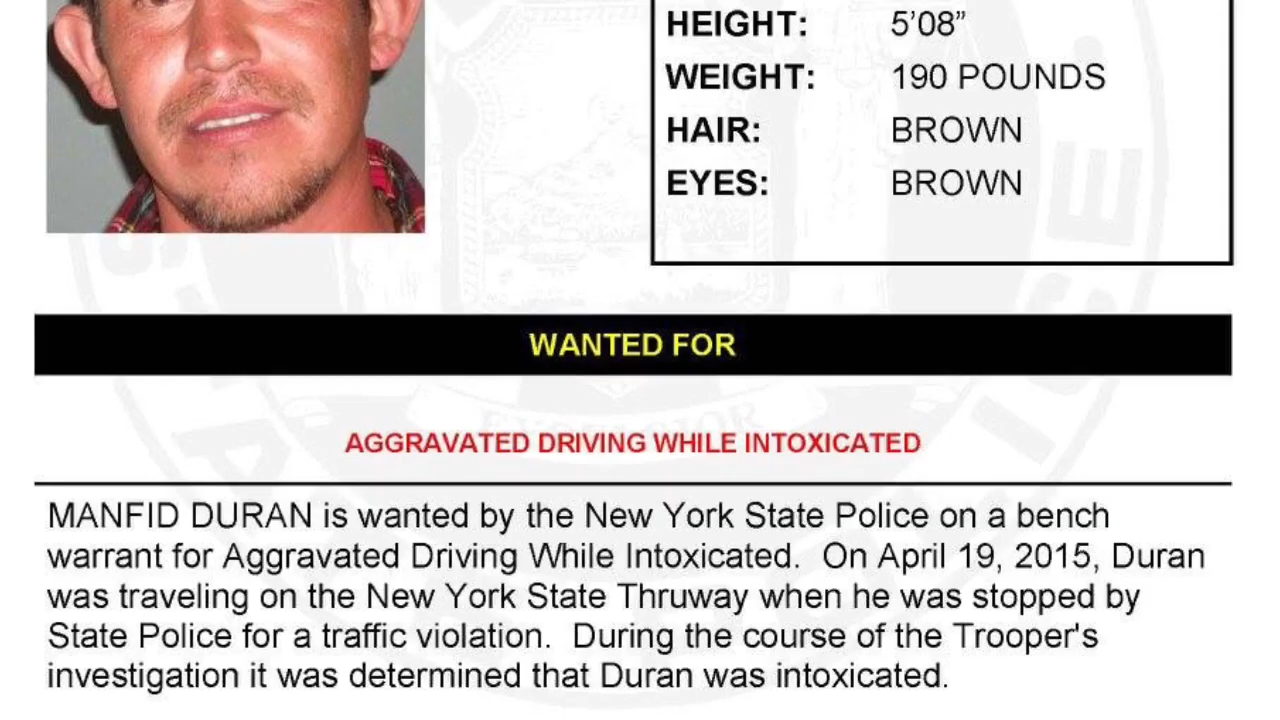 HEIGHT: 5’08”
WEIGHT: 190 POUNDS
HAIR: BROWN
EYES: BROWN
WANTED FOR
EXCELSIOR
AGGRAVATED DRIVING WHILE INTOXICATED
MANFID DURAN is wanted by the New York State Police on a bench
warrant for Aggravated Driving While Intoxicated.  On April 19, 2015, Duran
was traveling on the New York State Thruway when he was stopped by
State Police for a traffic violation.  During the course of the Trooper's
investigation it was determined that Duran was intoxicated.